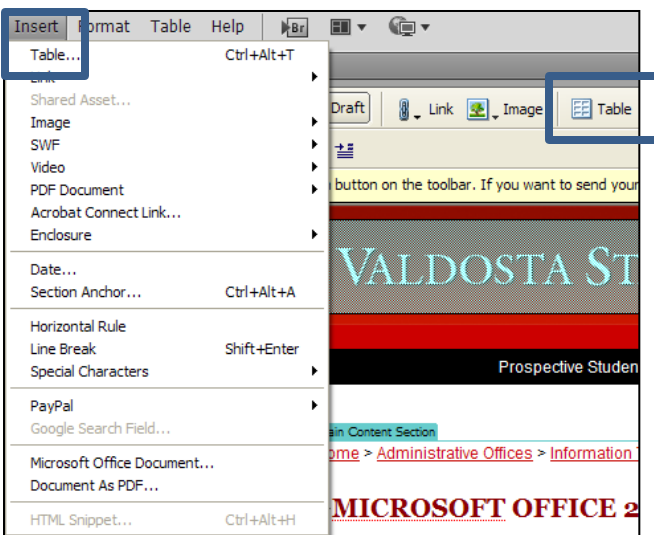 Insert Format Table Help Br
Table... Ctrl+Alt+T
Link
Shared Asset...
Image
SWF
Video
PDF Document
Acrobat Connect Link...
Enclosure
Date...
Section Anchor... Ctrl+Alt+A
Horizontal Rule
Line Break Shift+Enter
Special Characters
PayPal
Google Search Field...
Microsoft Office Document...
Document As PDF...
HTML Snippet... Ctrl+Alt+H
Draft Link Image Table
button on the toolbar. If you want to send your
VALDOSTA ST
Prospective Studen
ain Content Section
ome > Administrative Offices > Information T
MICROSOFT OFFICE 2